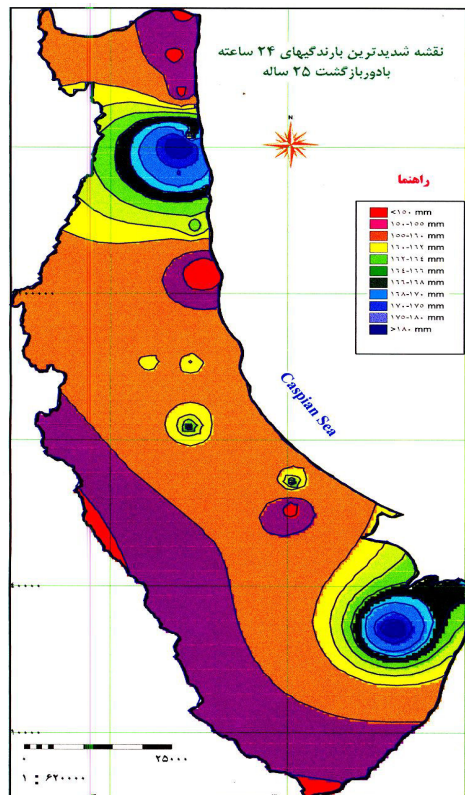 نقشه شدیدترین بارندگیهای ۲۴ ساعته
بادوربازگشت ۲۵ ساله
N
راهنما
<۱۵۰ mm
۱۵۰-۱۵۵ mm
۱۵۵-۱۶۰ mm
۱۶۰-۱۶۲ mm
۱۶۲-۱۶۴ mm
۱۶۴-۱۶۶ mm
۱۶۶-۱۶۸ mm
۱۶۸-۱۷۰ mm
۱۷۰-۱۷۵ mm
۱۷۵-۱۸۰ mm
>۱۸۰ mm
Caspian Sea
۰ ۲۵۰۰۰
۱ : ۶۲۰۰۰۰